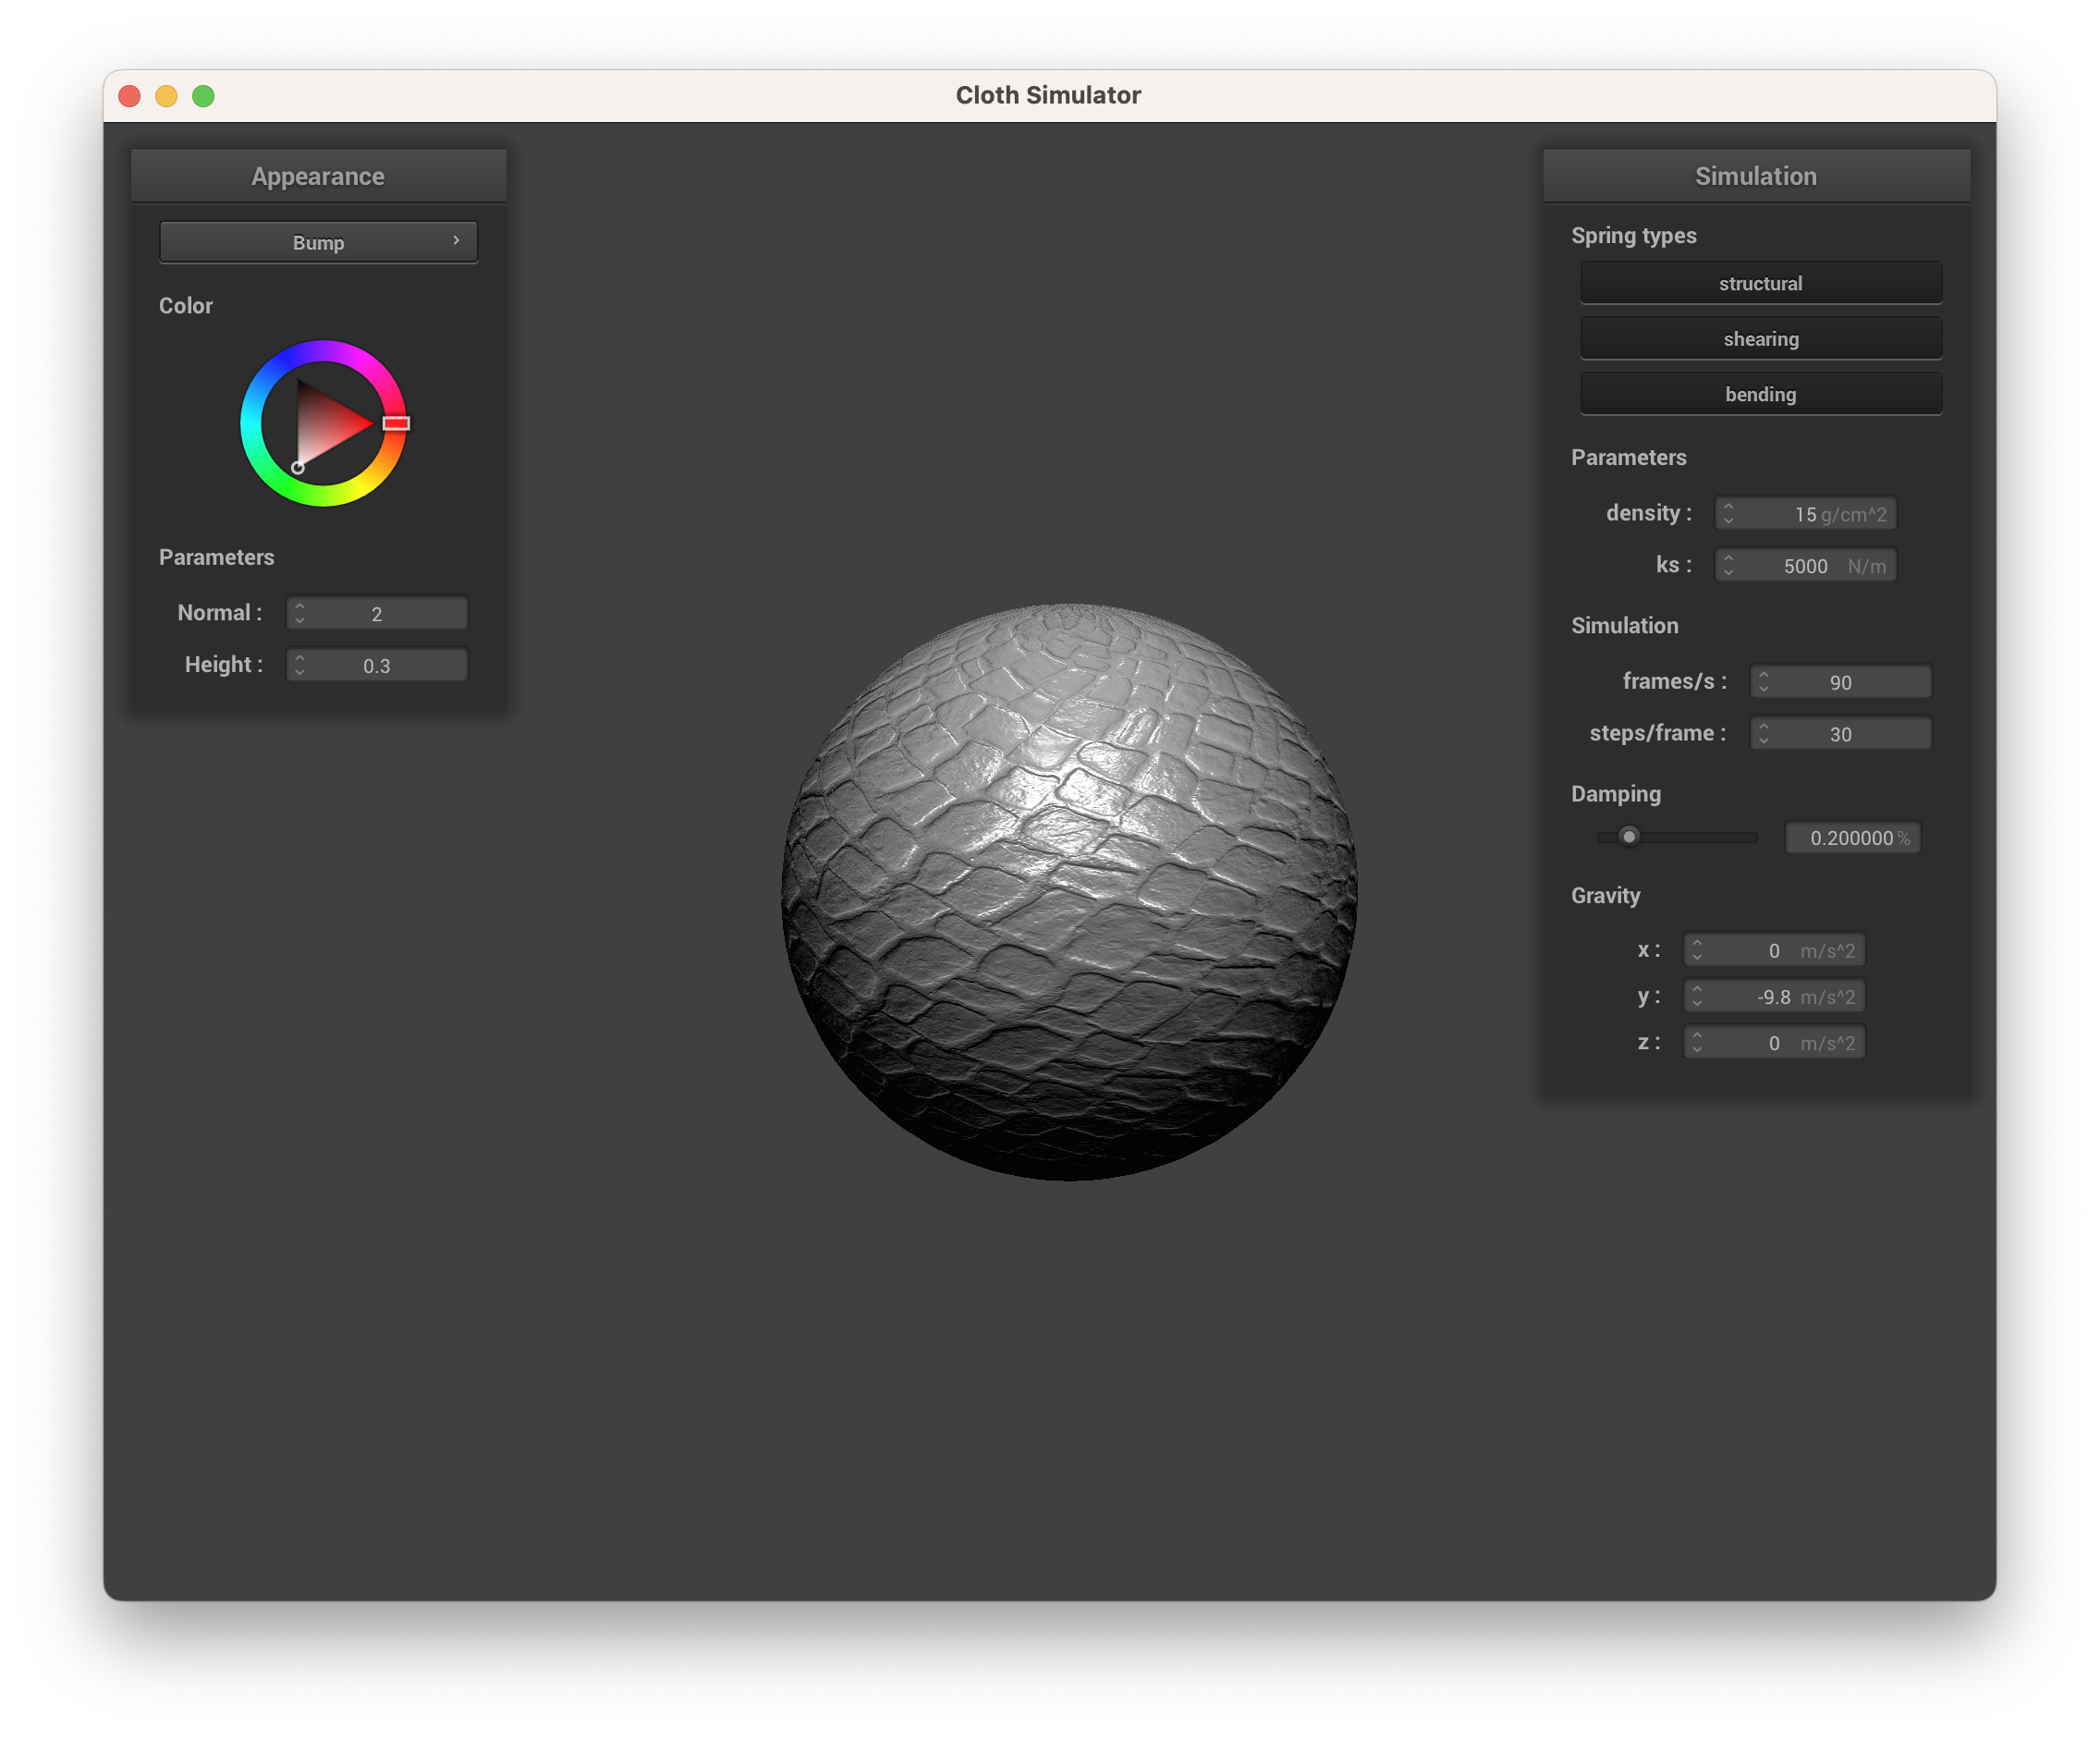 Cloth Simulator
Appearance
Bump
Color
Parameters
Normal : 2
Height : 0.3
Simulation
Spring types
structural
shearing
bending
Parameters
density : 15 g/cm^2
ks : 5000 N/m
Simulation
frames/s : 90
steps/frame : 30
Damping
0.200000 %
Gravity
x : 0 m/s^2
y : -9.8 m/s^2
z : 0 m/s^2